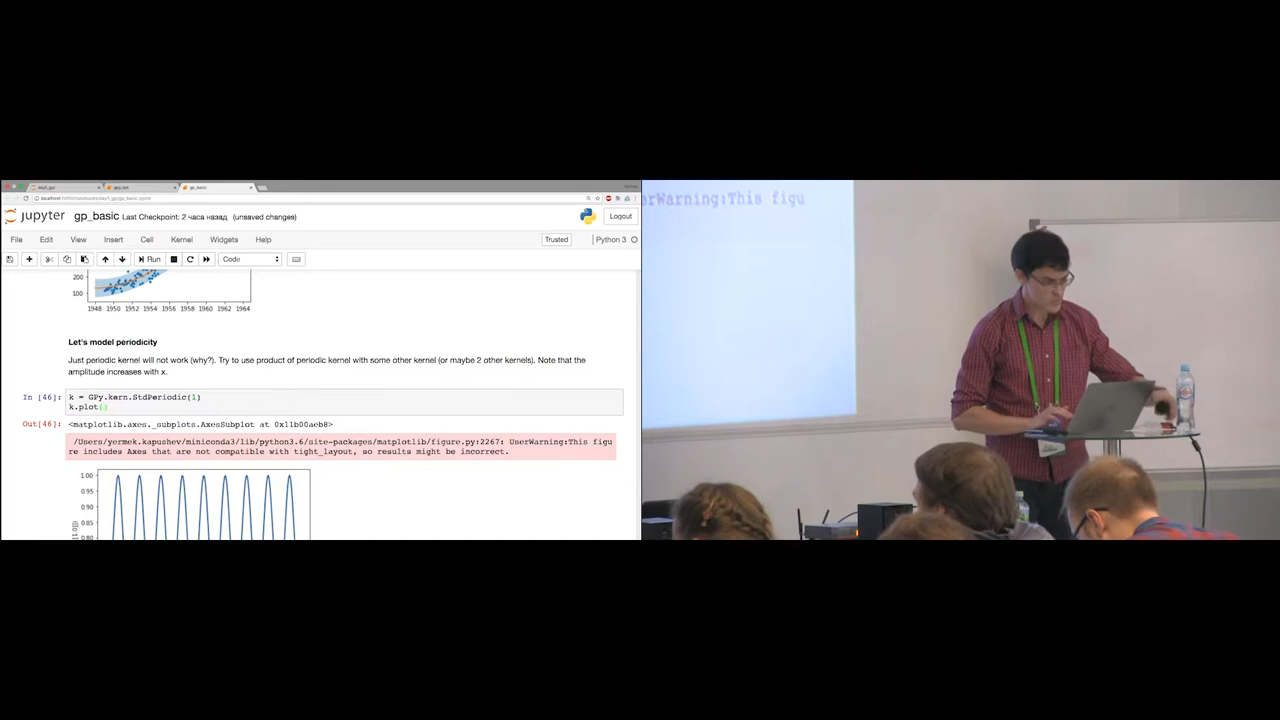 gp_basic
jupyter gp_basic Last Checkpoint: 2 часа назад (unsaved changes)
Logout
File Edit View Insert Cell Kernel Widgets Help
Trusted
Python 3
Run
Code
200
100
1948 1950 1952 1954 1956 1958 1960 1962 1964
Let's model periodicity
Just periodic kernel will not work (why?). Try to use product of periodic kernel with some other kernel (or maybe 2 other kernels). Note that the
amplitude increases with x.
In [46]: k = GPy.kern.StdPeriodic(1)
k.plot()
Out[46]: <matplotlib.axes._subplots.AxesSubplot at 0x11b00aeb8>
/Users/yermek.kapushev/miniconda3/lib/python3.6/site-packages/matplotlib/figure.py:2267: UserWarning:This figu
re includes Axes that are not compatible with tight_layout, so results might be incorrect.
1.00
0.95
0.90
0.85
0.80
erWarning:This figu